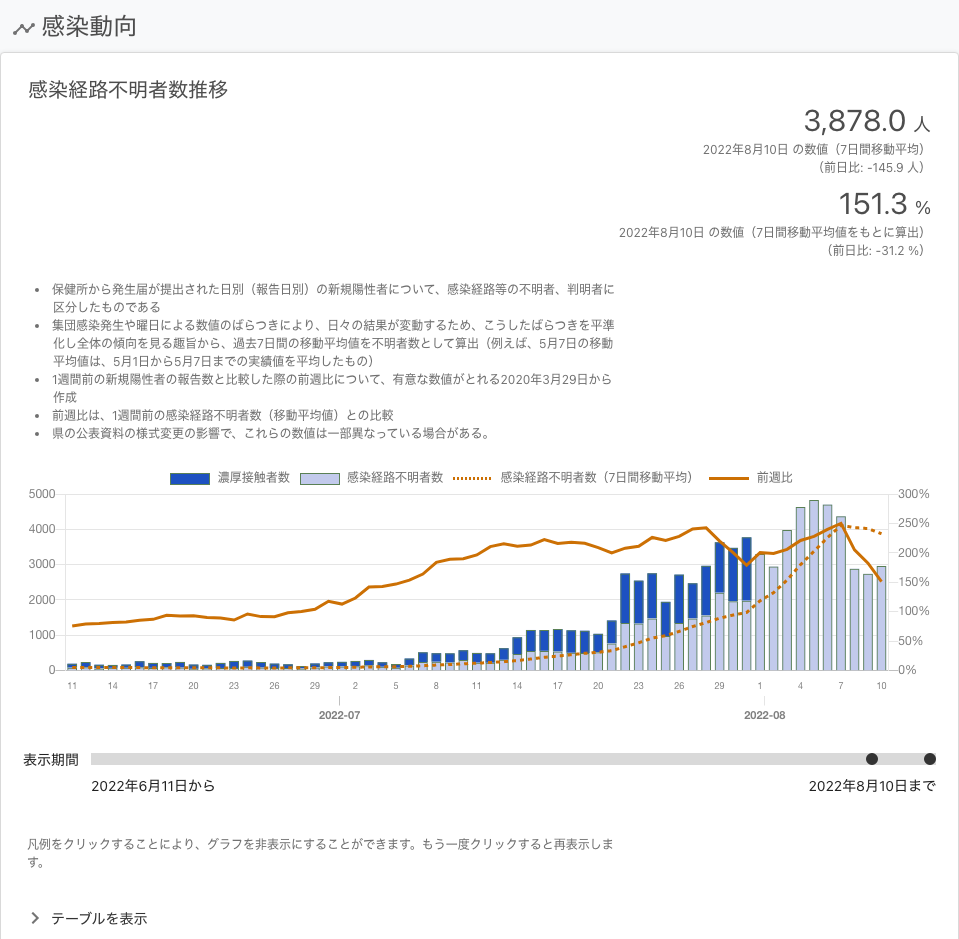 感染動向
感染経路不明者数推移
3,878.0 人
2022年8月10日 の数値（7日間移動平均）
（前日比: -145.9 人）
151.3 %
2022年8月10日 の数値（7日間移動平均値をもとに算出）
（前日比: -31.2 %）
• 保健所から発生届が提出された日別（報告日別）の新規陽性者について、感染経路等の不明者、判明者に
区分したものである
• 集団感染発生や曜日による数値のばらつきにより、日々の結果が変動するため、こうしたばらつきを平準
化し全体の傾向を見る趣旨から、過去7日間の移動平均値を不明者数として算出（例えば、5月7日の移動
平均値は、5月1日から5月7日までの実績値を平均したもの）
• 1週間前の新規陽性者の報告数と比較した際の前週比について、有意な数値がとれる2020年3月29日から
作成
• 前週比は、1週間前の感染経路不明者数（移動平均値）との比較
• 県の公表資料の様式変更の影響で、これらの数値は一部異なっている場合がある。
濃厚接触者数 感染経路不明者数 感染経路不明者数（7日間移動平均） 前週比
5000 300%
250%
4000
200%
3000
150%
2000
100%
1000
50%
0 0%
11 14 17 20 23 26 29 2 5 8 11 14 17 20 23 26 29 1 4 7 10
2022-07 2022-08
表示期間
2022年6月11日から 2022年8月10日まで
凡例をクリックすることにより、グラフを非表示にすることができます。もう一度クリックすると再表示しま
す。
テーブルを表示